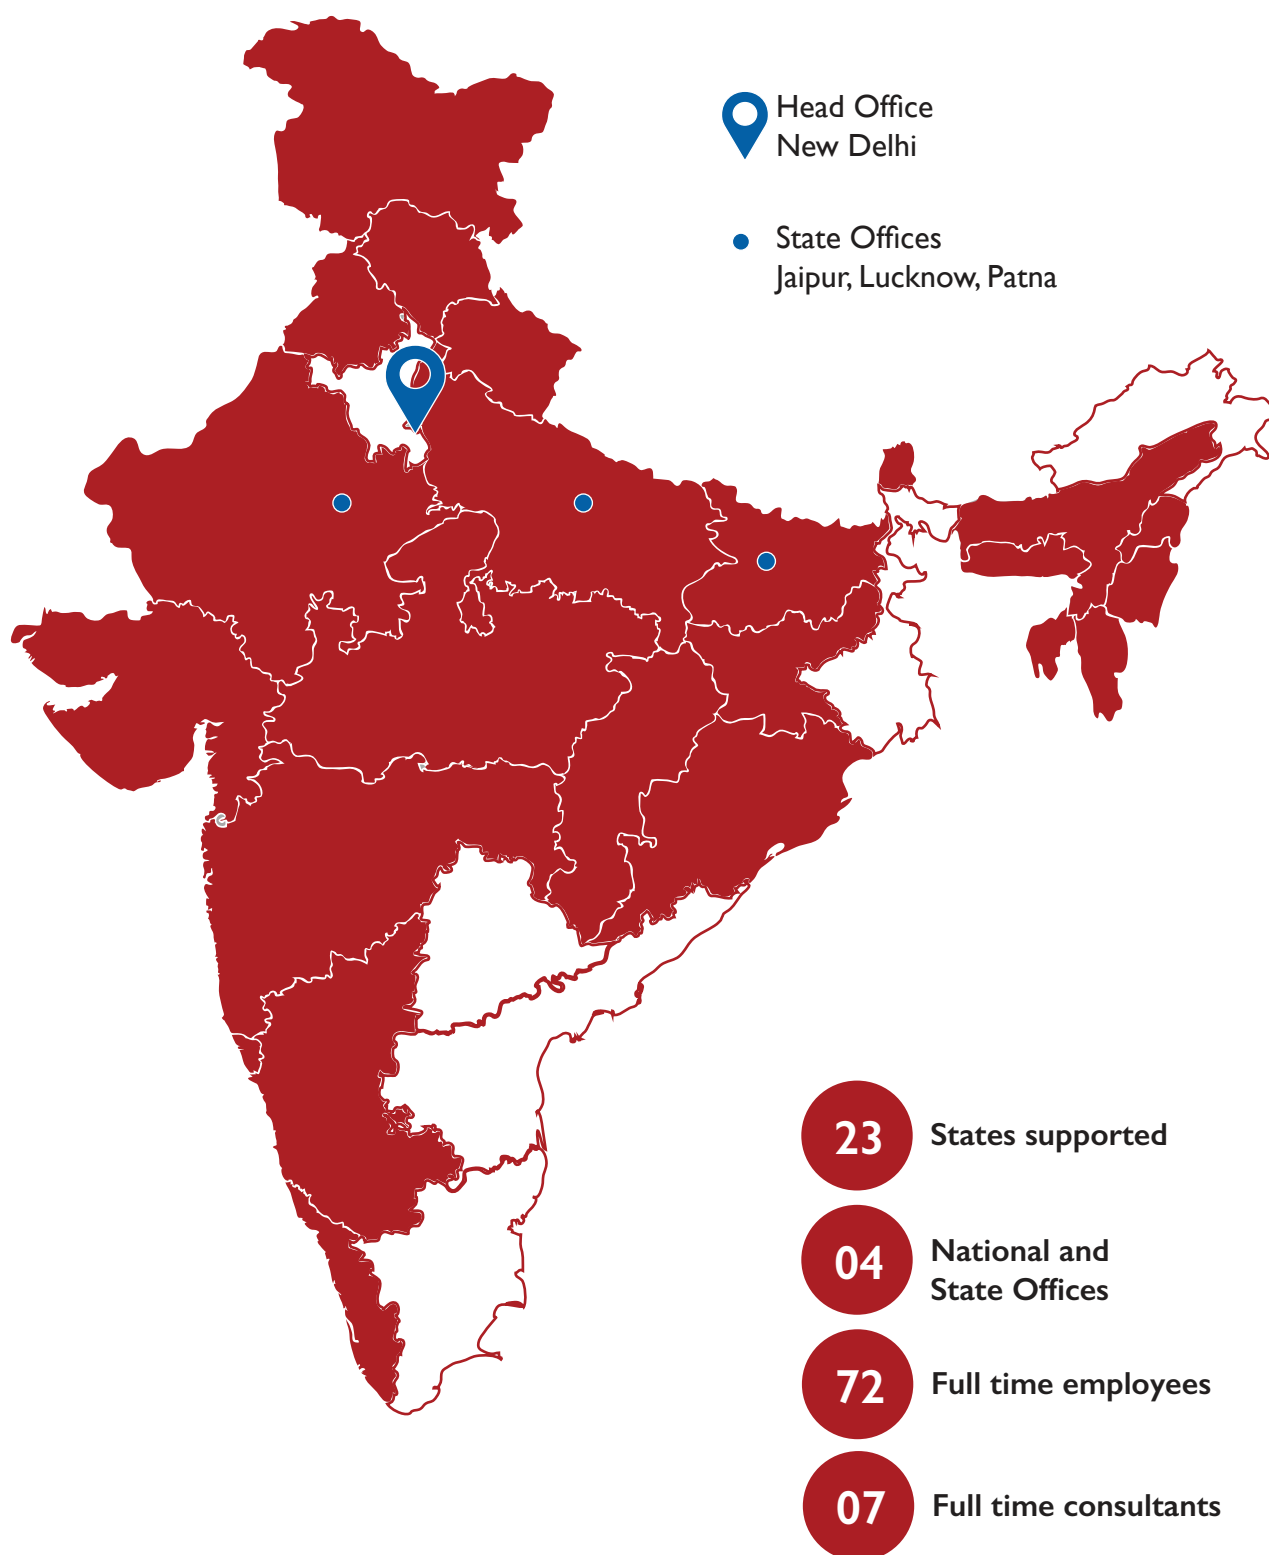 Head Office
New Delhi
State Offices
Jaipur, Lucknow, Patna
23 States supported
04 National and
State Offices
72 Full time employees
07 Full time consultants